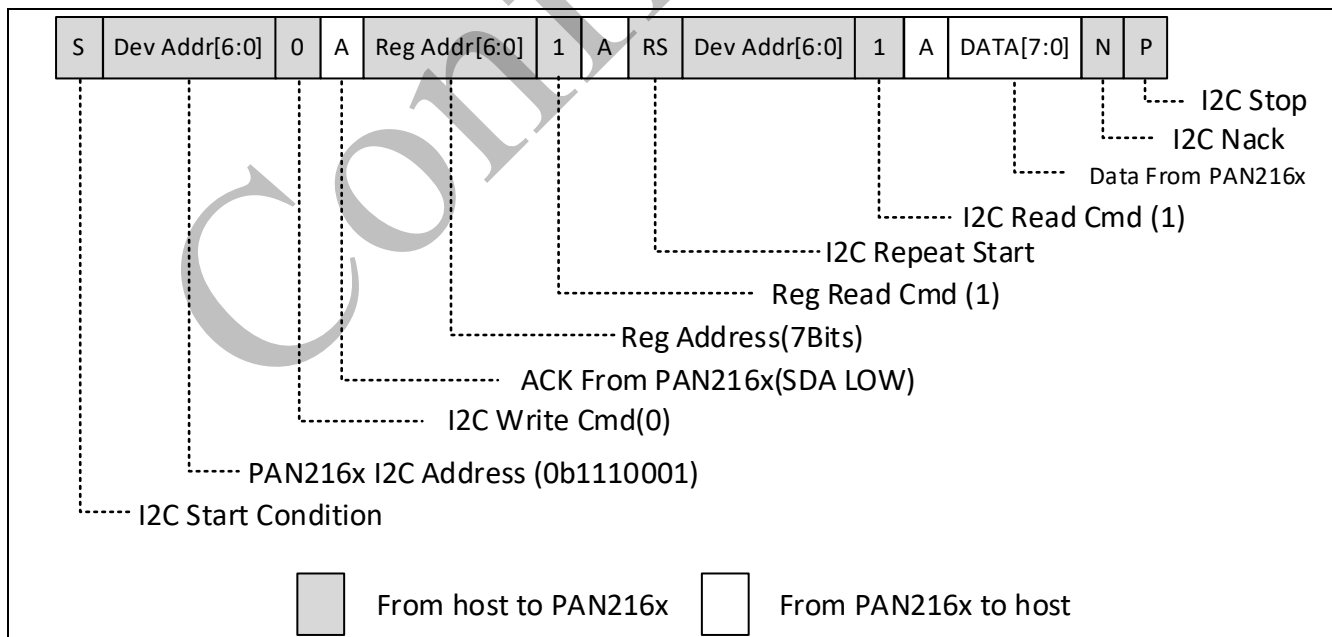 S Dev Addr[6:0] 0 A Reg Addr[6:0] 1 A RS Dev Addr[6:0] 1 A DATA[7:0] N P
I2C Stop
I2C Nack
Data From PAN216x
I2C Read Cmd (1)
I2C Repeat Start
Reg Read Cmd (1)
Reg Address(7Bits)
ACK From PAN216x(SDA LOW)
I2C Write Cmd(0)
PAN216x I2C Address (0b1110001)
I2C Start Condition
From host to PAN216x From PAN216x to host